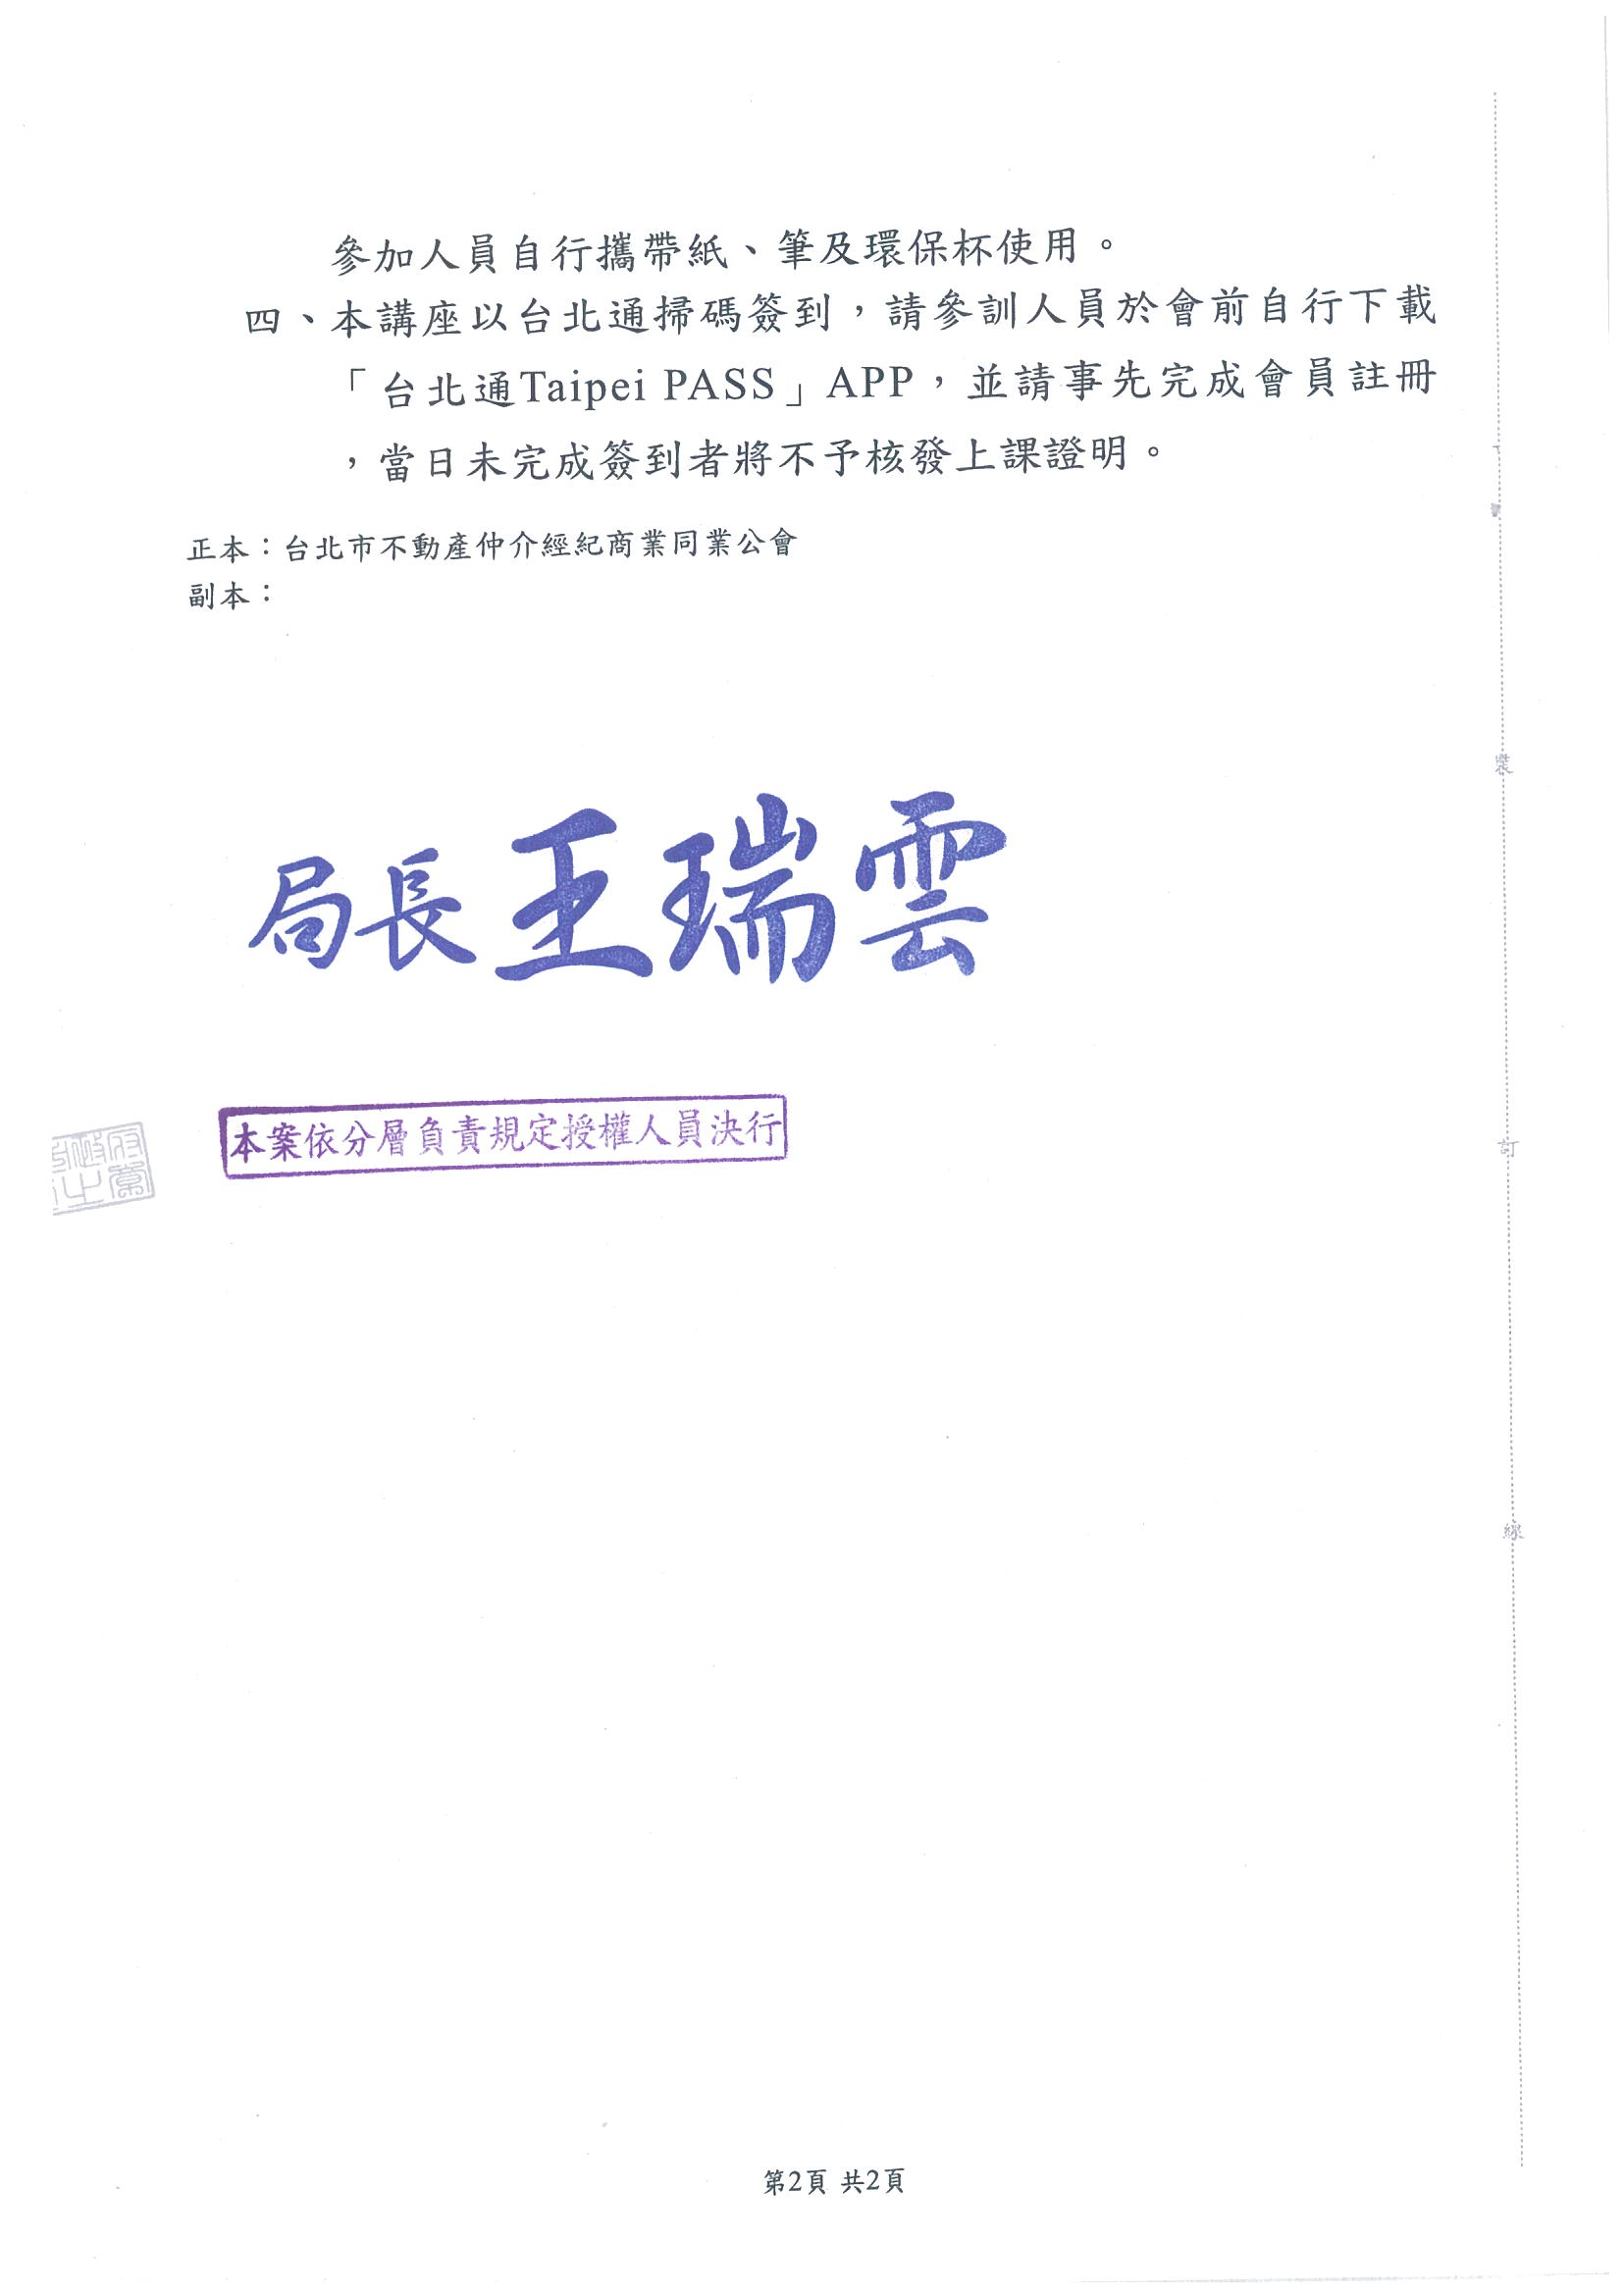 參加人員自行攜帶紙、筆及環保杯使用。
四、本講座以台北通掃碼簽到，請參訓人員於會前自行下載
「台北通Taipei PASS」APP，並請事先完成會員註冊
，當日未完成簽到者將不予核發上課證明。
正本：台北市不動產仲介經紀商業同業公會
副本：
局長王瑞雲
本案依分層負責規定授權人員決行
裝
訂
線
第2頁 共2頁